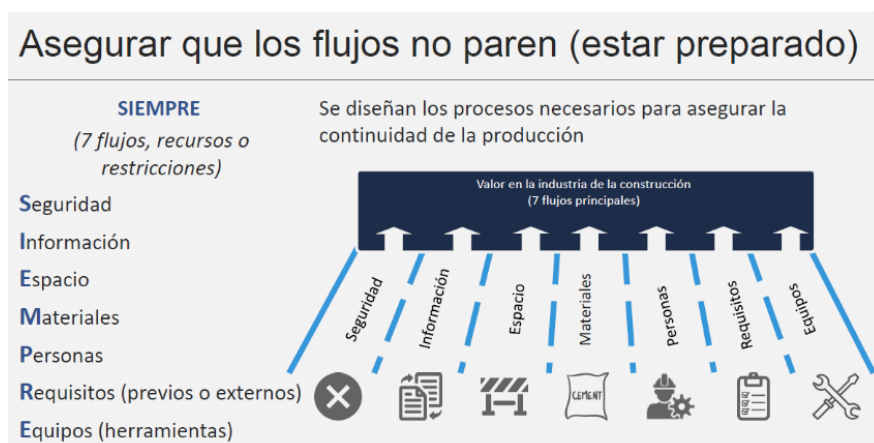 Asegurar que los flujos no paren (estar preparado)
SIEMPRE
(7 flujos, recursos o
restricciones)
Seguridad
Información
Espacio
Materiales
Personas
Requisitos (previos o externos)
Equipos (herramientas)
Se diseñan los procesos necesarios para asegurar la
continuidad de la producción
Valor en la industria de la construcción
(7 flujos principales)
Seguridad
Información
Espacio
Materiales
Personas
Requisitos
Equipos
CEMENT